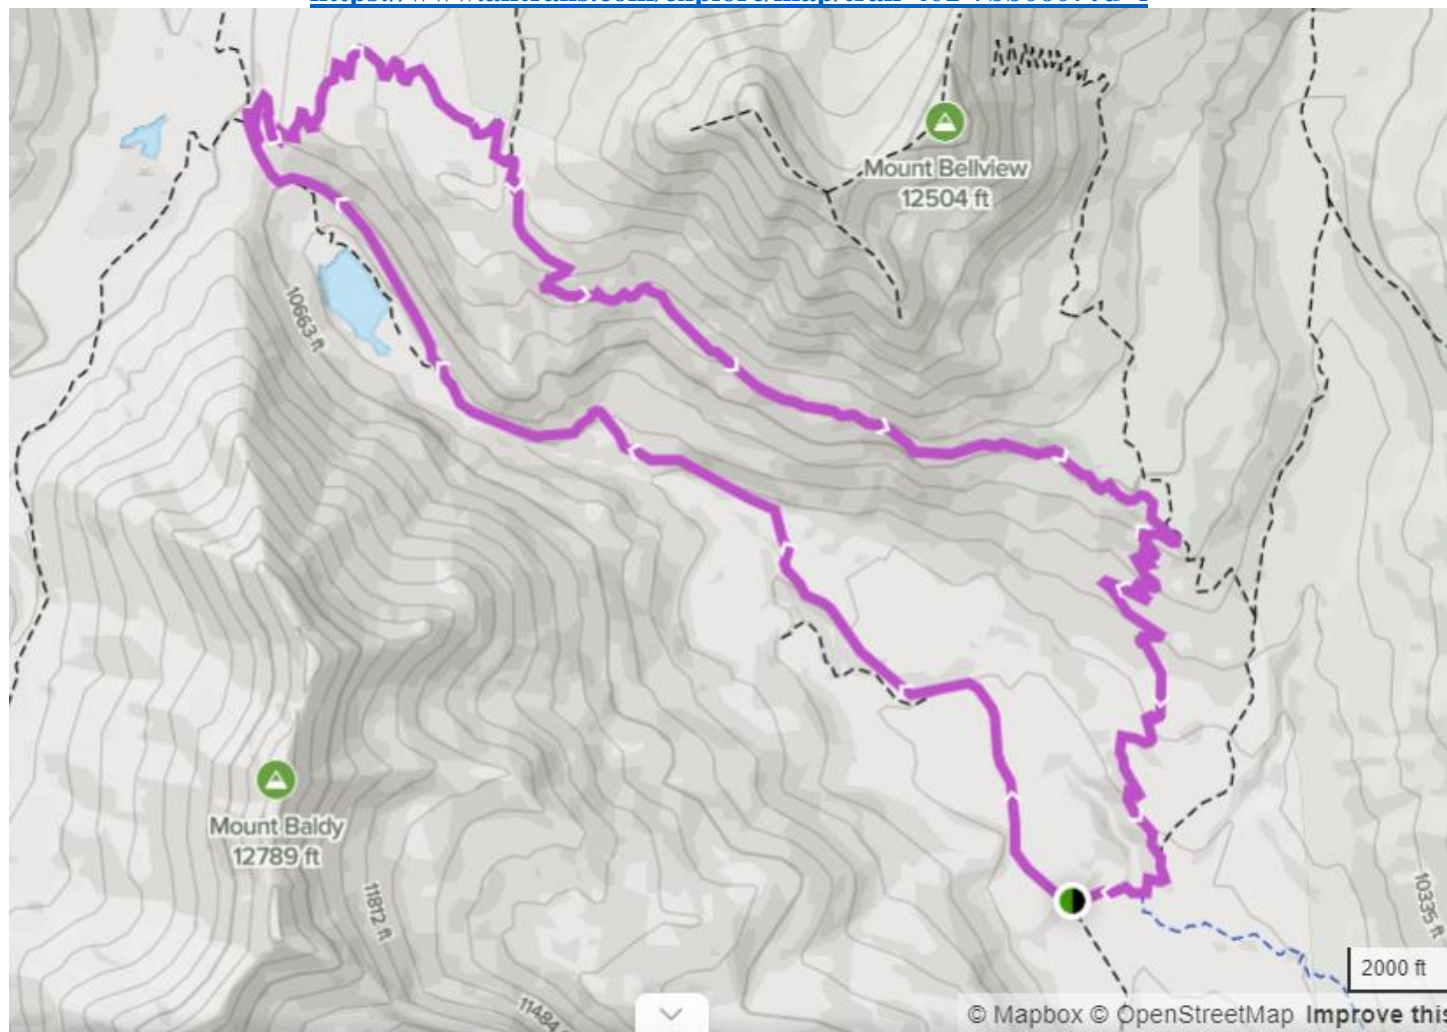 Mount Bellview
12504 ft
10663 ft
Mount Baldy
12789 ft
11812 ft
10335 ft
2000 ft
11484
© Mapbox © OpenStreetMap Improve this